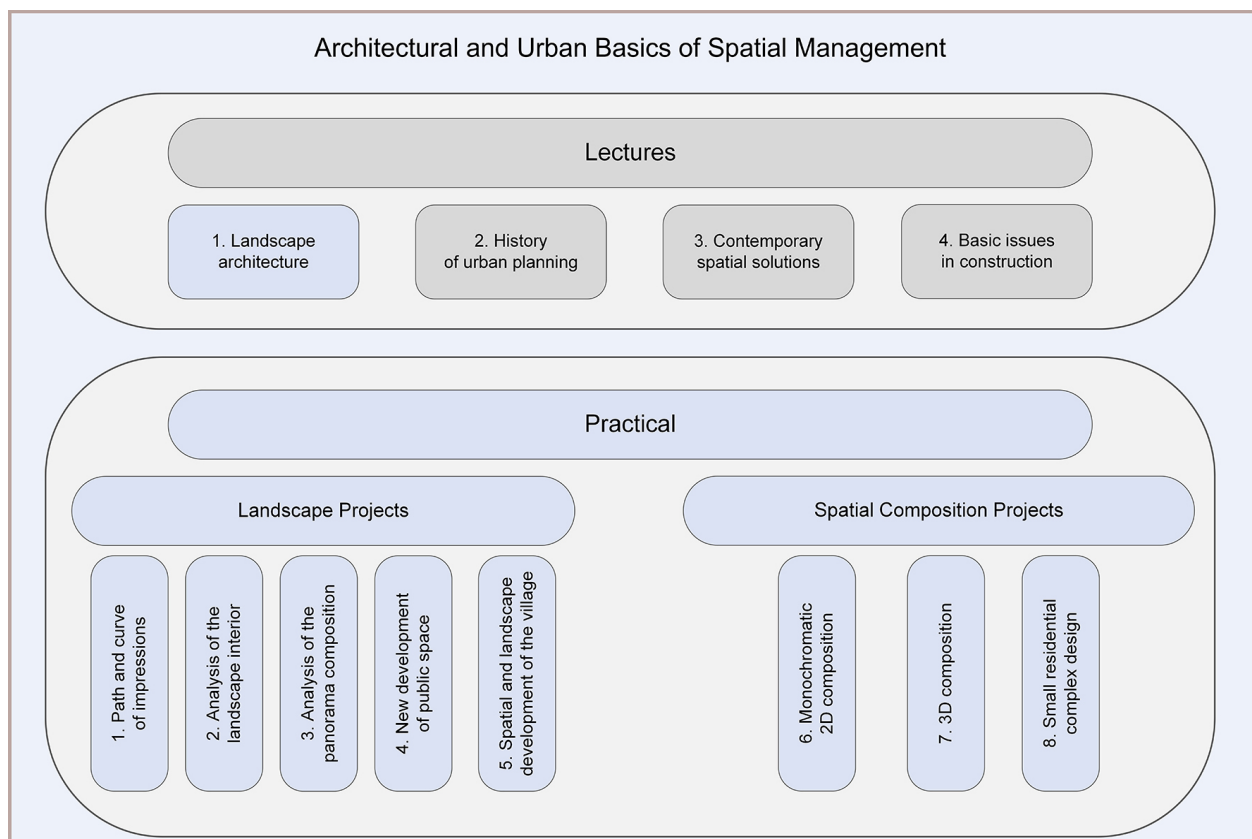 Architectural and Urban Basics of Spatial Management
Lectures
1. Landscape
architecture
2. History
of urban planning
3. Contemporary
spatial solutions
4. Basic issues
in construction
Practical
Landscape Projects
1. Path and curve
of impressions
2. Analysis of the
landscape interior
3. Analysis of the
panorama composition
4. New development
of public space
5. Spatial and landscape
development of the village
Spatial Composition Projects
6. Monochromatic
2D composition
7. 3D composition
8. Small residential
complex design